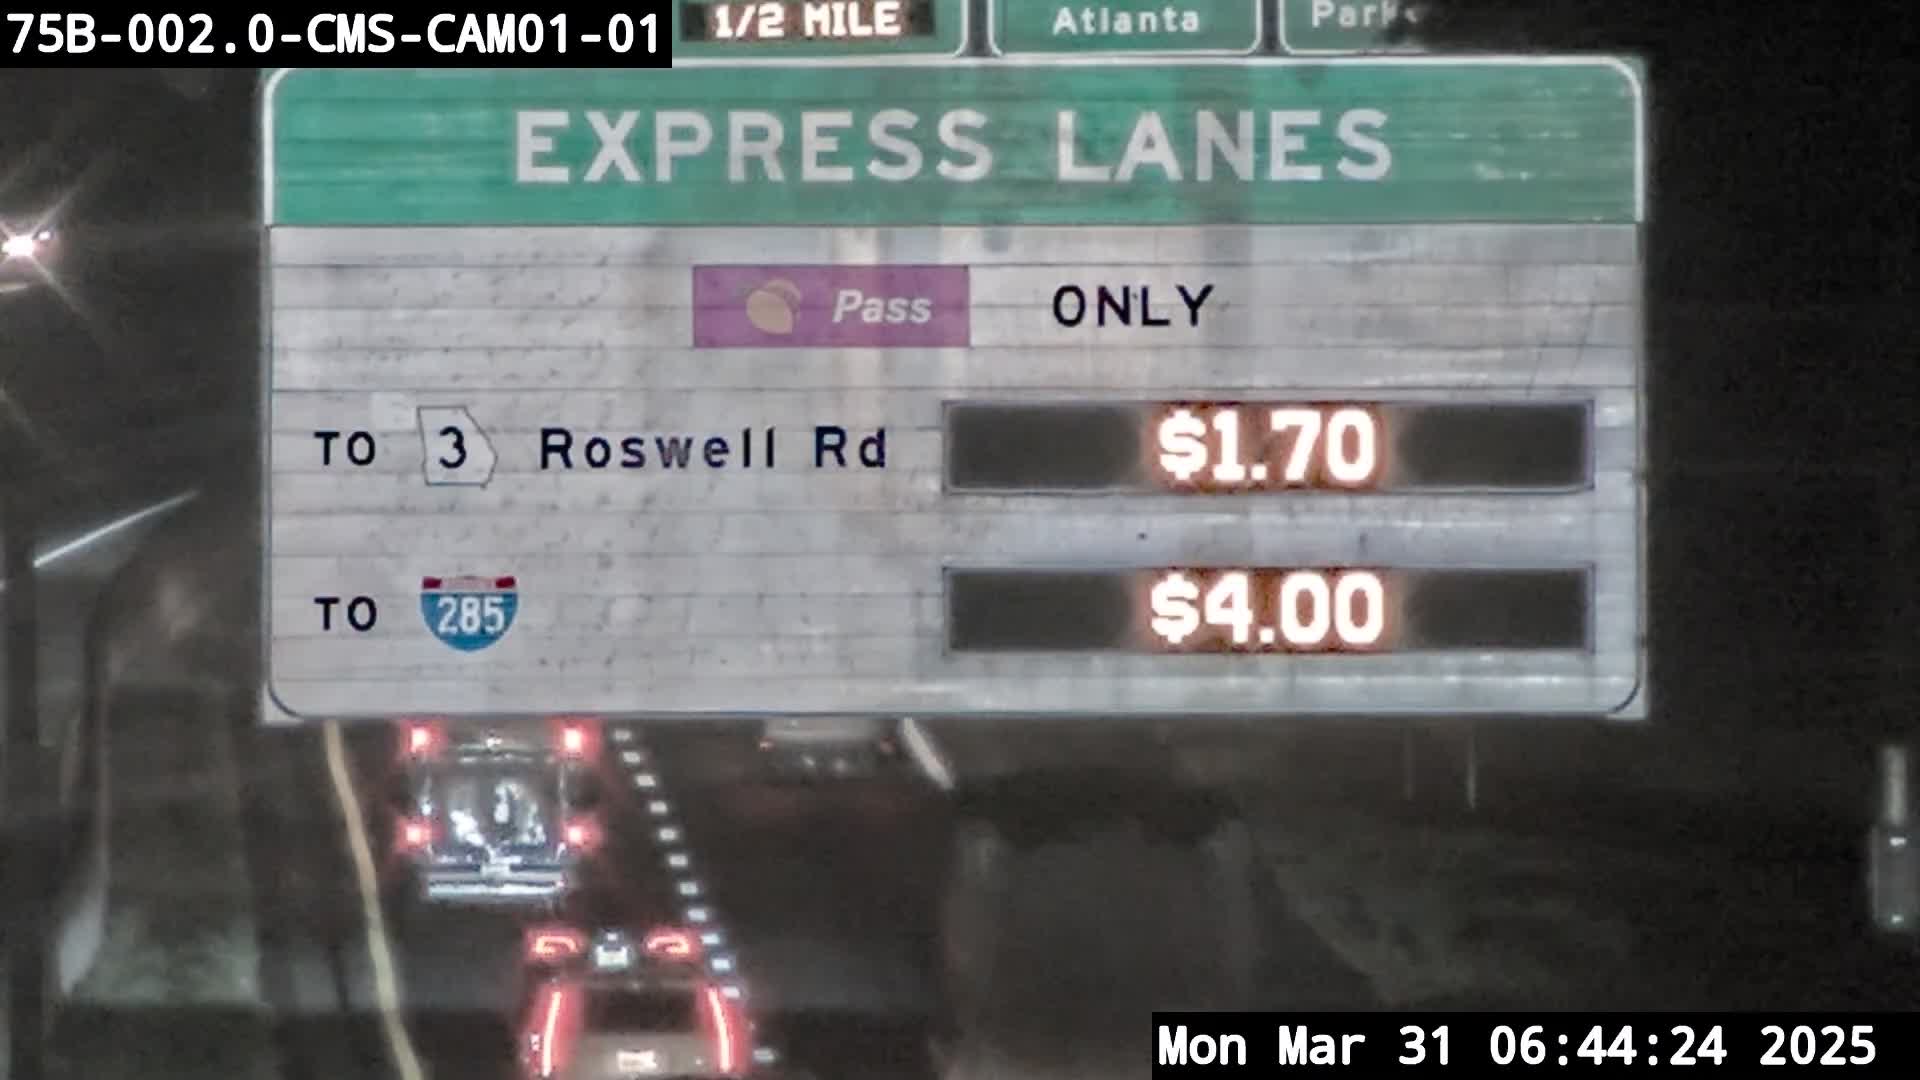 75B-002.0-CMS-CAM01-01
1/2 MILE
Atlanta
Park
EXPRESS LANES
Pass ONLY
TO 3 Roswell Rd $1.70
TO 285 $4.00
Mon Mar 31 06:44:24 2025